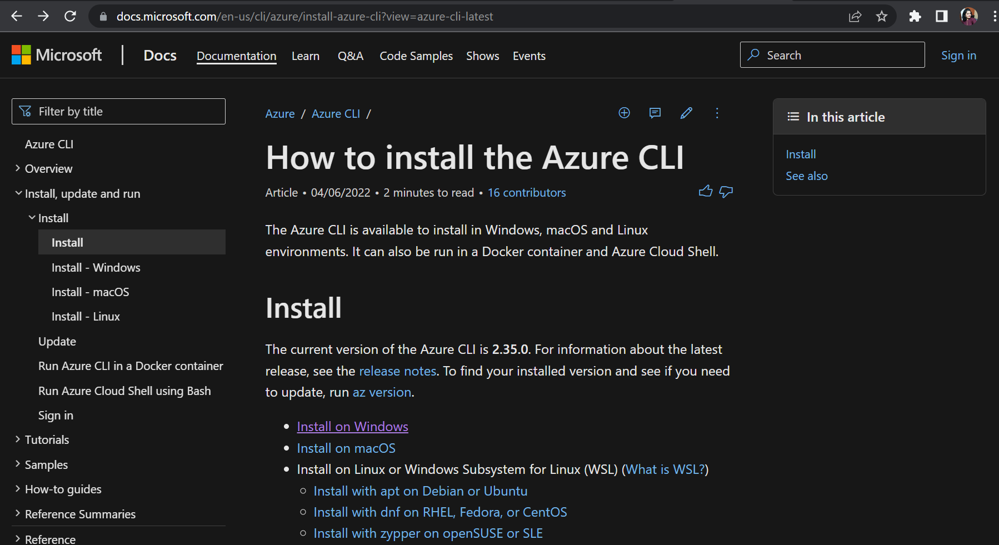 docs.microsoft.com/en-us/cli/azure/install-azure-cli?view=azure-cli-latest
Microsoft Docs Documentation Learn Q&A Code Samples Shows Events Search Sign in
Filter by title
Azure CLI
Overview
Install, update and run
Install
Install
Install - Windows
Install - macOS
Install - Linux
Update
Run Azure CLI in a Docker container
Run Azure Cloud Shell using Bash
Sign in
Tutorials
Samples
How-to guides
Reference Summaries
Reference
Azure / Azure CLI /
How to install the Azure CLI
Article • 04/06/2022 • 2 minutes to read • 16 contributors
The Azure CLI is available to install in Windows, macOS and Linux
environments. It can also be run in a Docker container and Azure Cloud Shell.
Install
The current version of the Azure CLI is 2.35.0. For information about the latest
release, see the release notes. To find your installed version and see if you need
to update, run az version.
• Install on Windows
• Install on macOS
• Install on Linux or Windows Subsystem for Linux (WSL) (What is WSL?)
○ Install with apt on Debian or Ubuntu
○ Install with dnf on RHEL, Fedora, or CentOS
○ Install with zypper on openSUSE or SLE
In this article
Install
See also